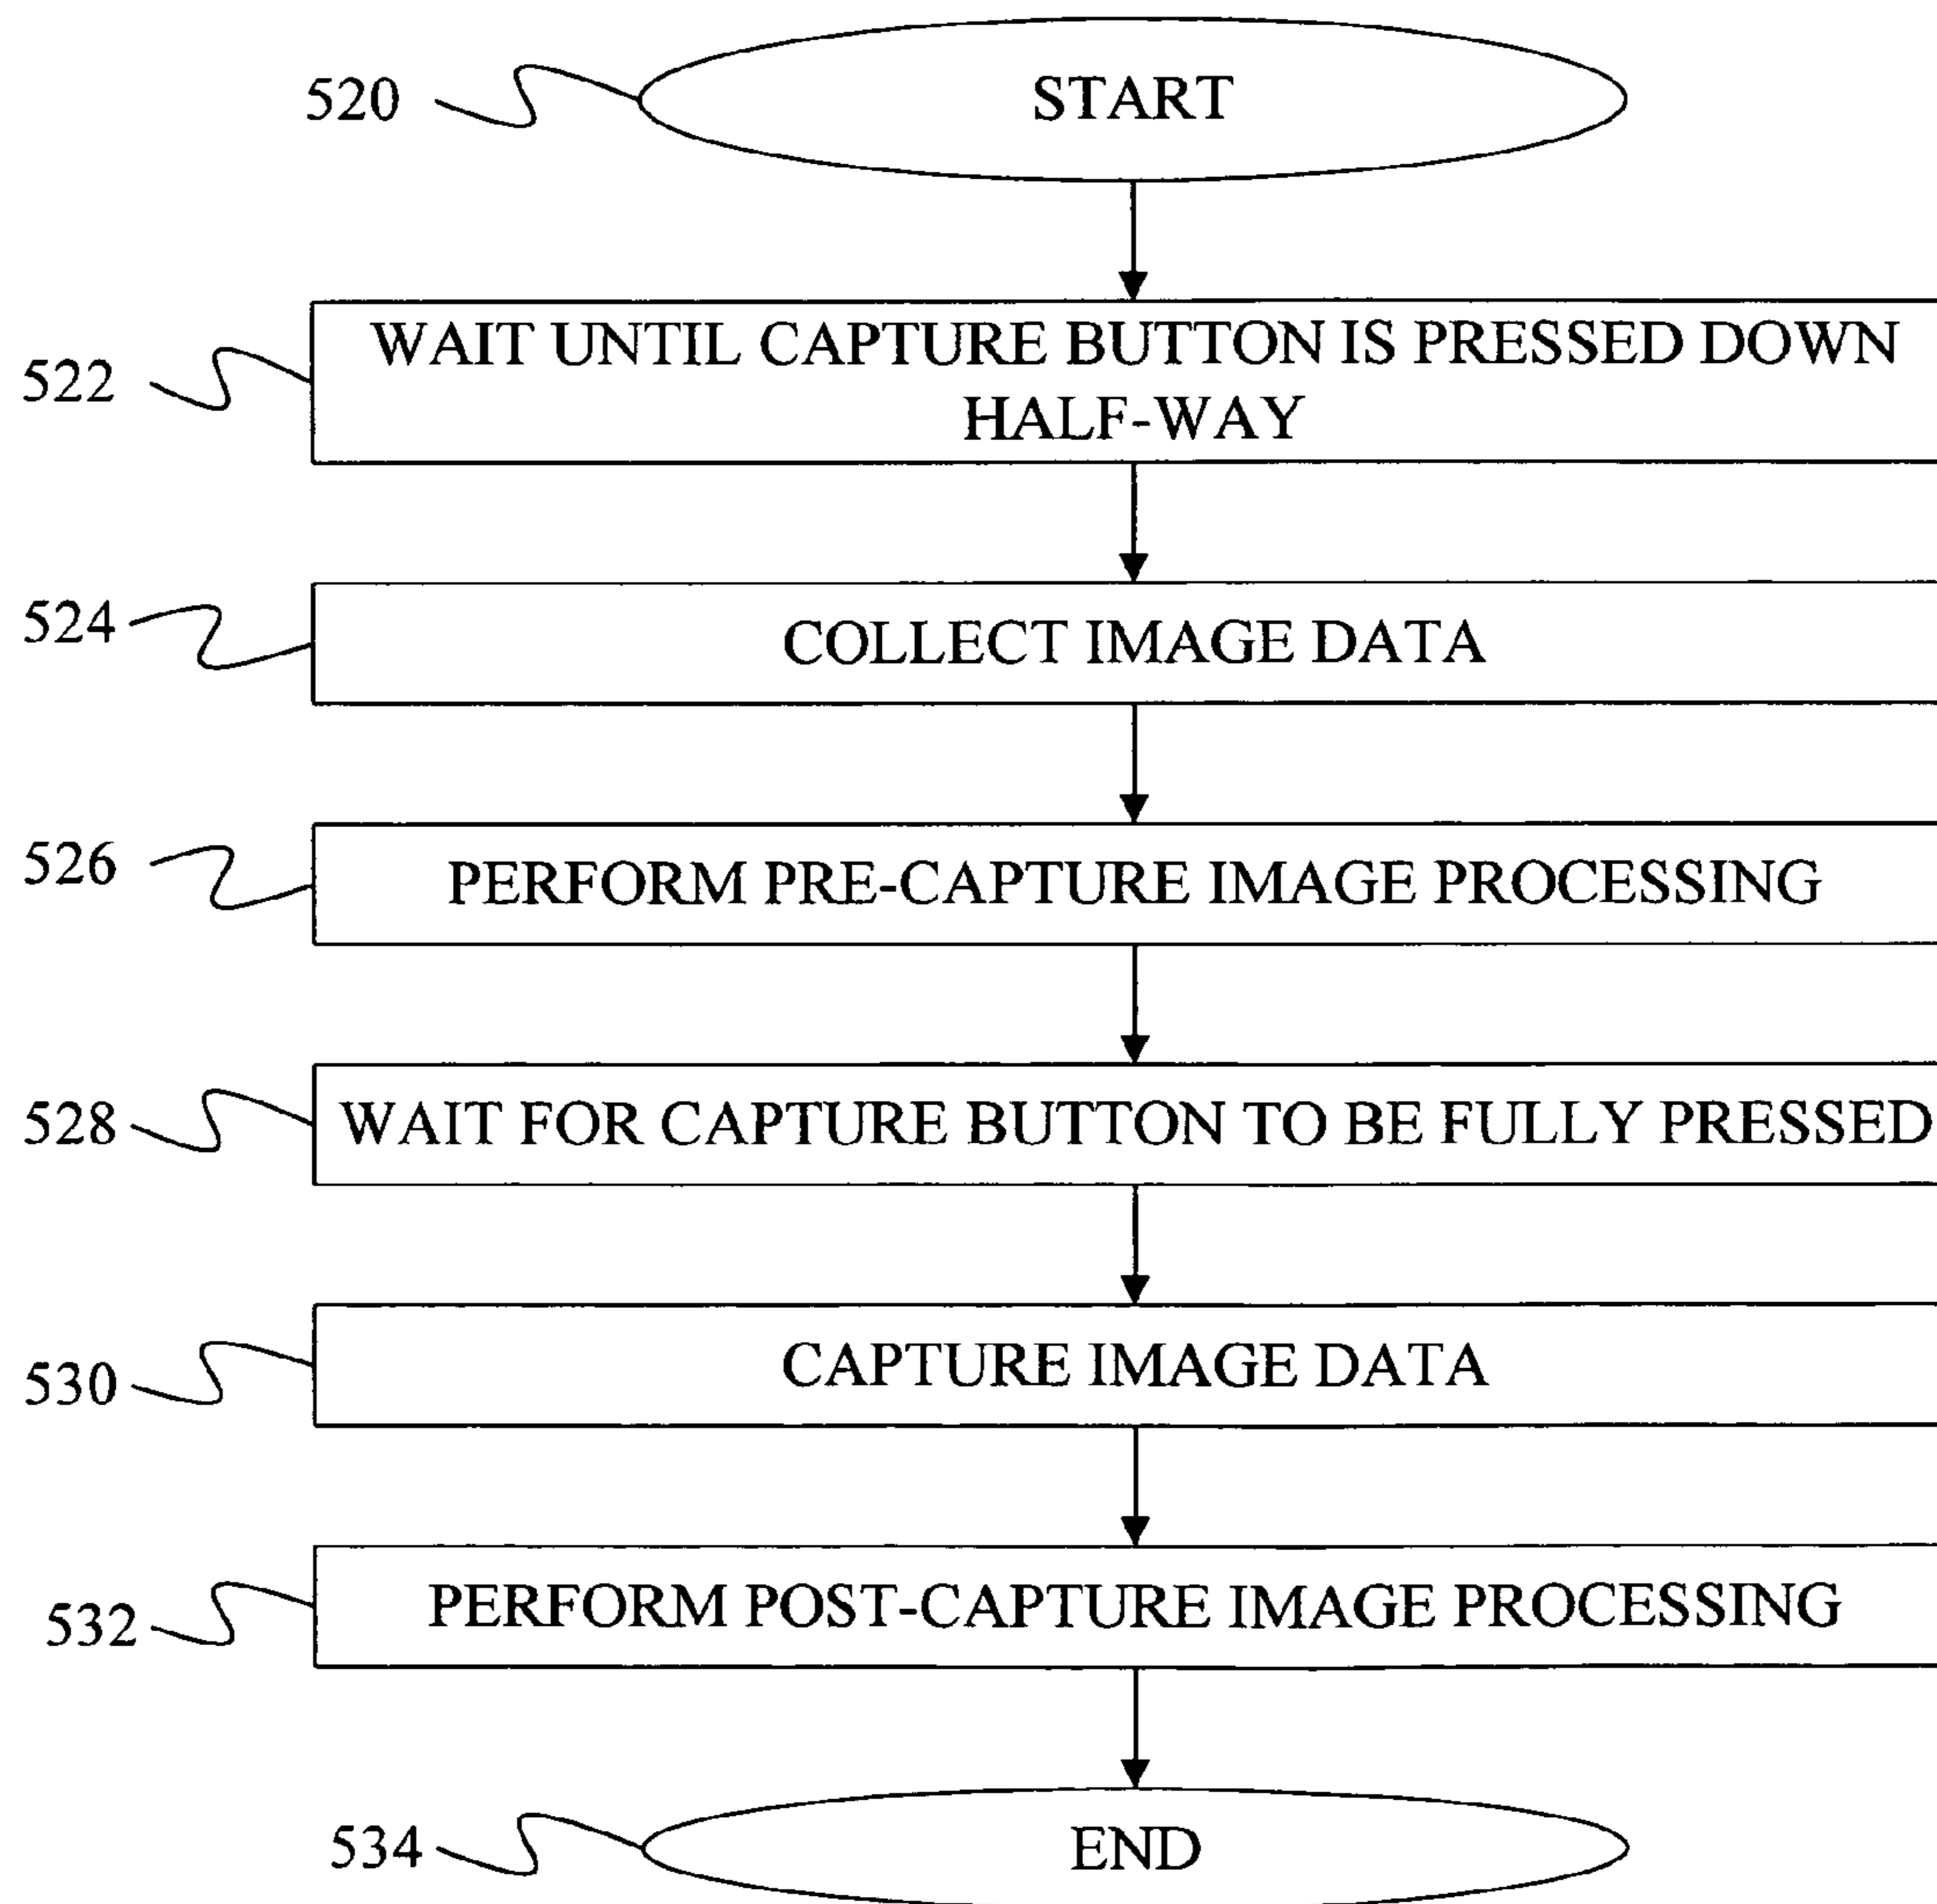 520
START
522
WAIT UNTIL CAPTURE BUTTON IS PRESSED DOWN
HALF-WAY
524
COLLECT IMAGE DATA
526
PERFORM PRE-CAPTURE IMAGE PROCESSING
528
WAIT FOR CAPTURE BUTTON TO BE FULLY PRESSED
530
CAPTURE IMAGE DATA
532
PERFORM POST-CAPTURE IMAGE PROCESSING
534
END